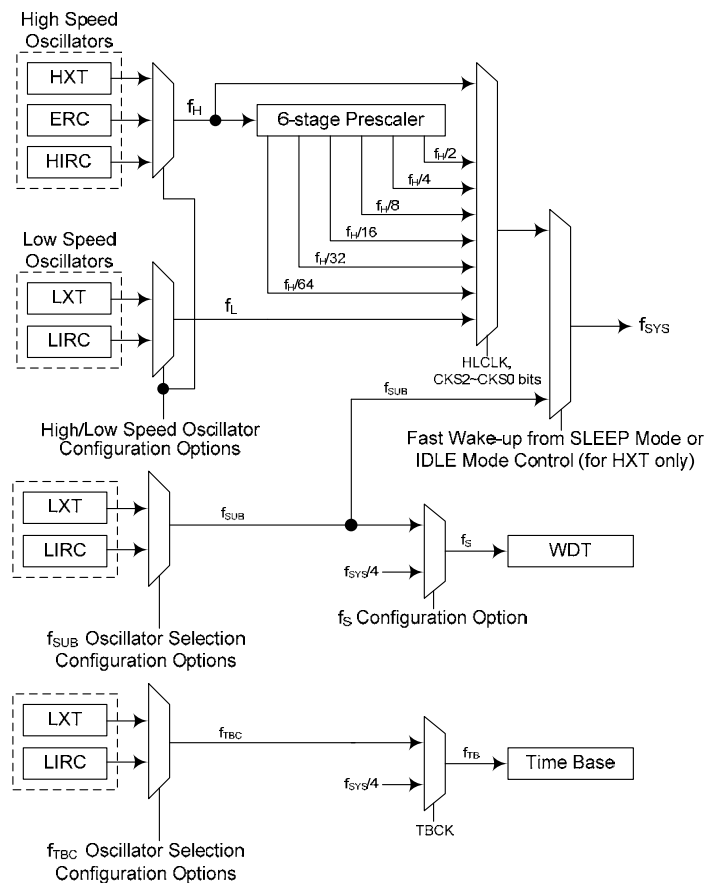 High Speed
Oscillators
HXT
ERC
HIRC
fH
6-stage Prescaler
fH/2
fH/4
fH/8
fH/16
fH/32
fH/64
Low Speed
Oscillators
LXT
LIRC
fL
HLCLK,
CKS2~CKS0 bits
fSYS
fSUB
High/Low Speed Oscillator
Configuration Options
Fast Wake-up from SLEEP Mode or
IDLE Mode Control (for HXT only)
LXT
LIRC
fSUB
fSYS/4
fS
WDT
fS Configuration Option
fSUB Oscillator Selection
Configuration Options
LXT
LIRC
fTBC
fSYS/4
fTB
Time Base
TBCK
fTBC Oscillator Selection
Configuration Options